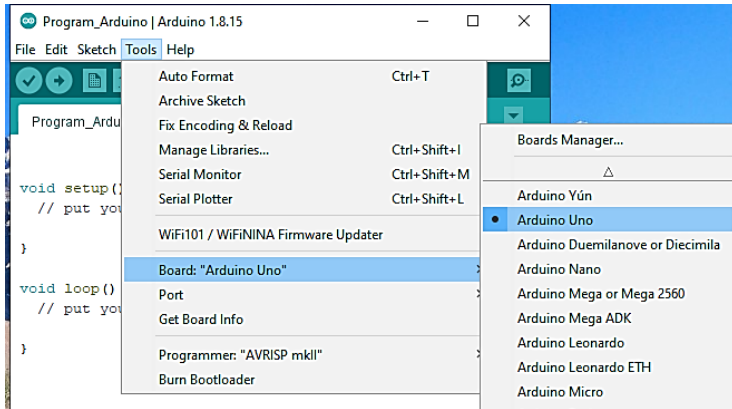 Program_Arduino | Arduino 1.8.15
File Edit Sketch Tools Help
Program_Ardu
void setup()
// put you
}
void loop()
// put you
}
Auto Format Ctrl+T
Archive Sketch
Fix Encoding & Reload
Manage Libraries... Ctrl+Shift+I
Serial Monitor Ctrl+Shift+M
Serial Plotter Ctrl+Shift+L
WiFi101 / WiFiNINA Firmware Updater
Board: "Arduino Uno"
Port
Get Board Info
Programmer: "AVRISP mkII"
Burn Bootloader
Boards Manager...
Arduino Yún
Arduino Uno
Arduino Duemilanove or Diecimila
Arduino Nano
Arduino Mega or Mega 2560
Arduino Mega ADK
Arduino Leonardo
Arduino Leonardo ETH
Arduino Micro